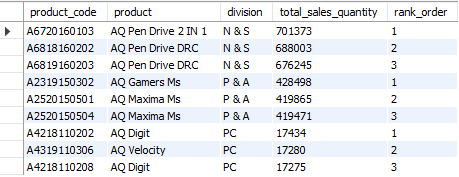 product_code product division total_sales_quantity rank_order
A6720160103 AQ Pen Drive 2 IN 1 N & S 701373 1
A6818160202 AQ Pen Drive DRC N & S 688003 2
A6819160203 AQ Pen Drive DRC N & S 676245 3
A2319150302 AQ Gamers Ms P & A 428498 1
A2520150501 AQ Maxima Ms P & A 419865 2
A2520150504 AQ Maxima Ms P & A 419471 3
A4218110202 AQ Digit PC 17434 1
A4319110306 AQ Velocity PC 17280 2
A4218110208 AQ Digit PC 17275 3